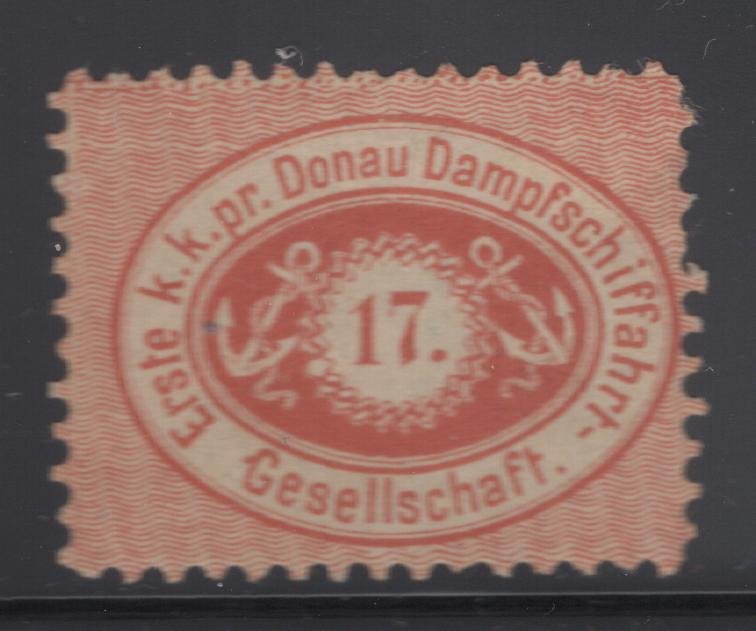 Erste k. k. pr. Donau Dampfschiffahrt-
Gesellschaft.
17.